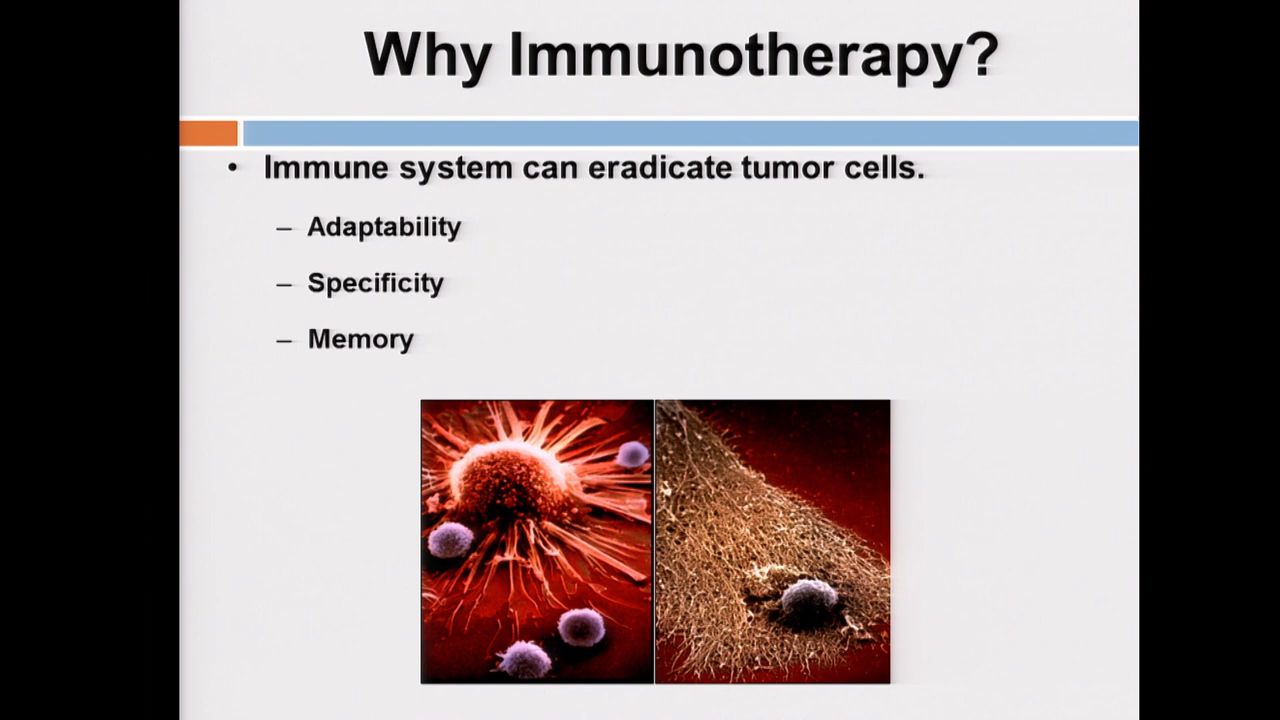 Why Immunotherapy?
• Immune system can eradicate tumor cells.
– Adaptability
– Specificity
– Memory